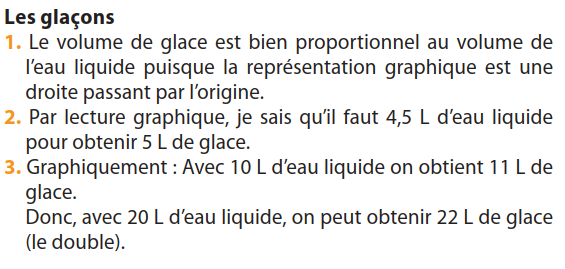 Les glaçons
1. Le volume de glace est bien proportionnel au volume de
l’eau liquide puisque la représentation graphique est une
droite passant par l’origine.
2. Par lecture graphique, je sais qu’il faut 4,5 L d’eau liquide
pour obtenir 5 L de glace.
3. Graphiquement : Avec 10 L d’eau liquide on obtient 11 L de
glace.
Donc, avec 20 L d’eau liquide, on peut obtenir 22 L de glace
(le double).